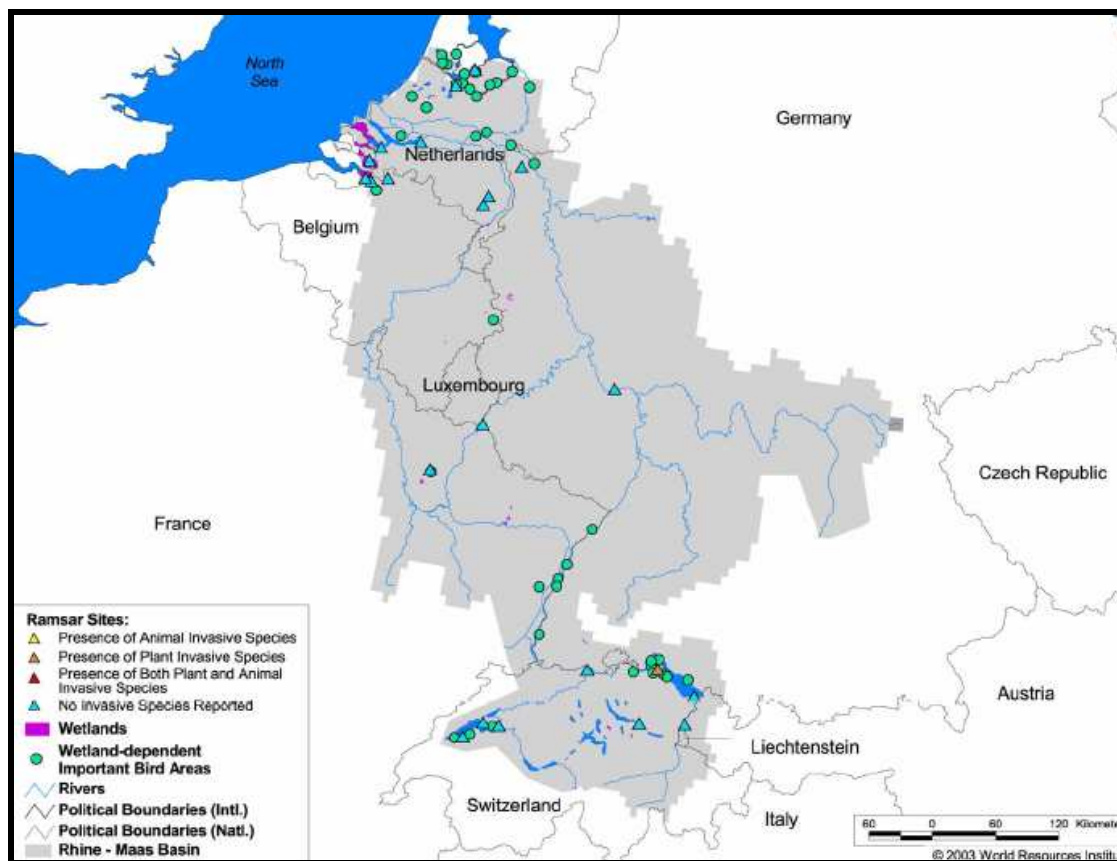 North
Sea
Germany
Netherlands
Belgium
Luxembourg
Czech Republic
France
Austria
Liechtenstein
Switzerland
Italy
Ramsar Sites:
Presence of Animal Invasive Species
Presence of Plant Invasive Species
Presence of Both Plant and Animal
Invasive Species
No Invasive Species Reported
Wetlands
Wetland-dependent
Important Bird Areas
Rivers
Political Boundaries (Intl.)
Political Boundaries (Natl.)
Rhine - Maas Basin
60 0 60 120 Kilomete
© 2003 World Resources Institu